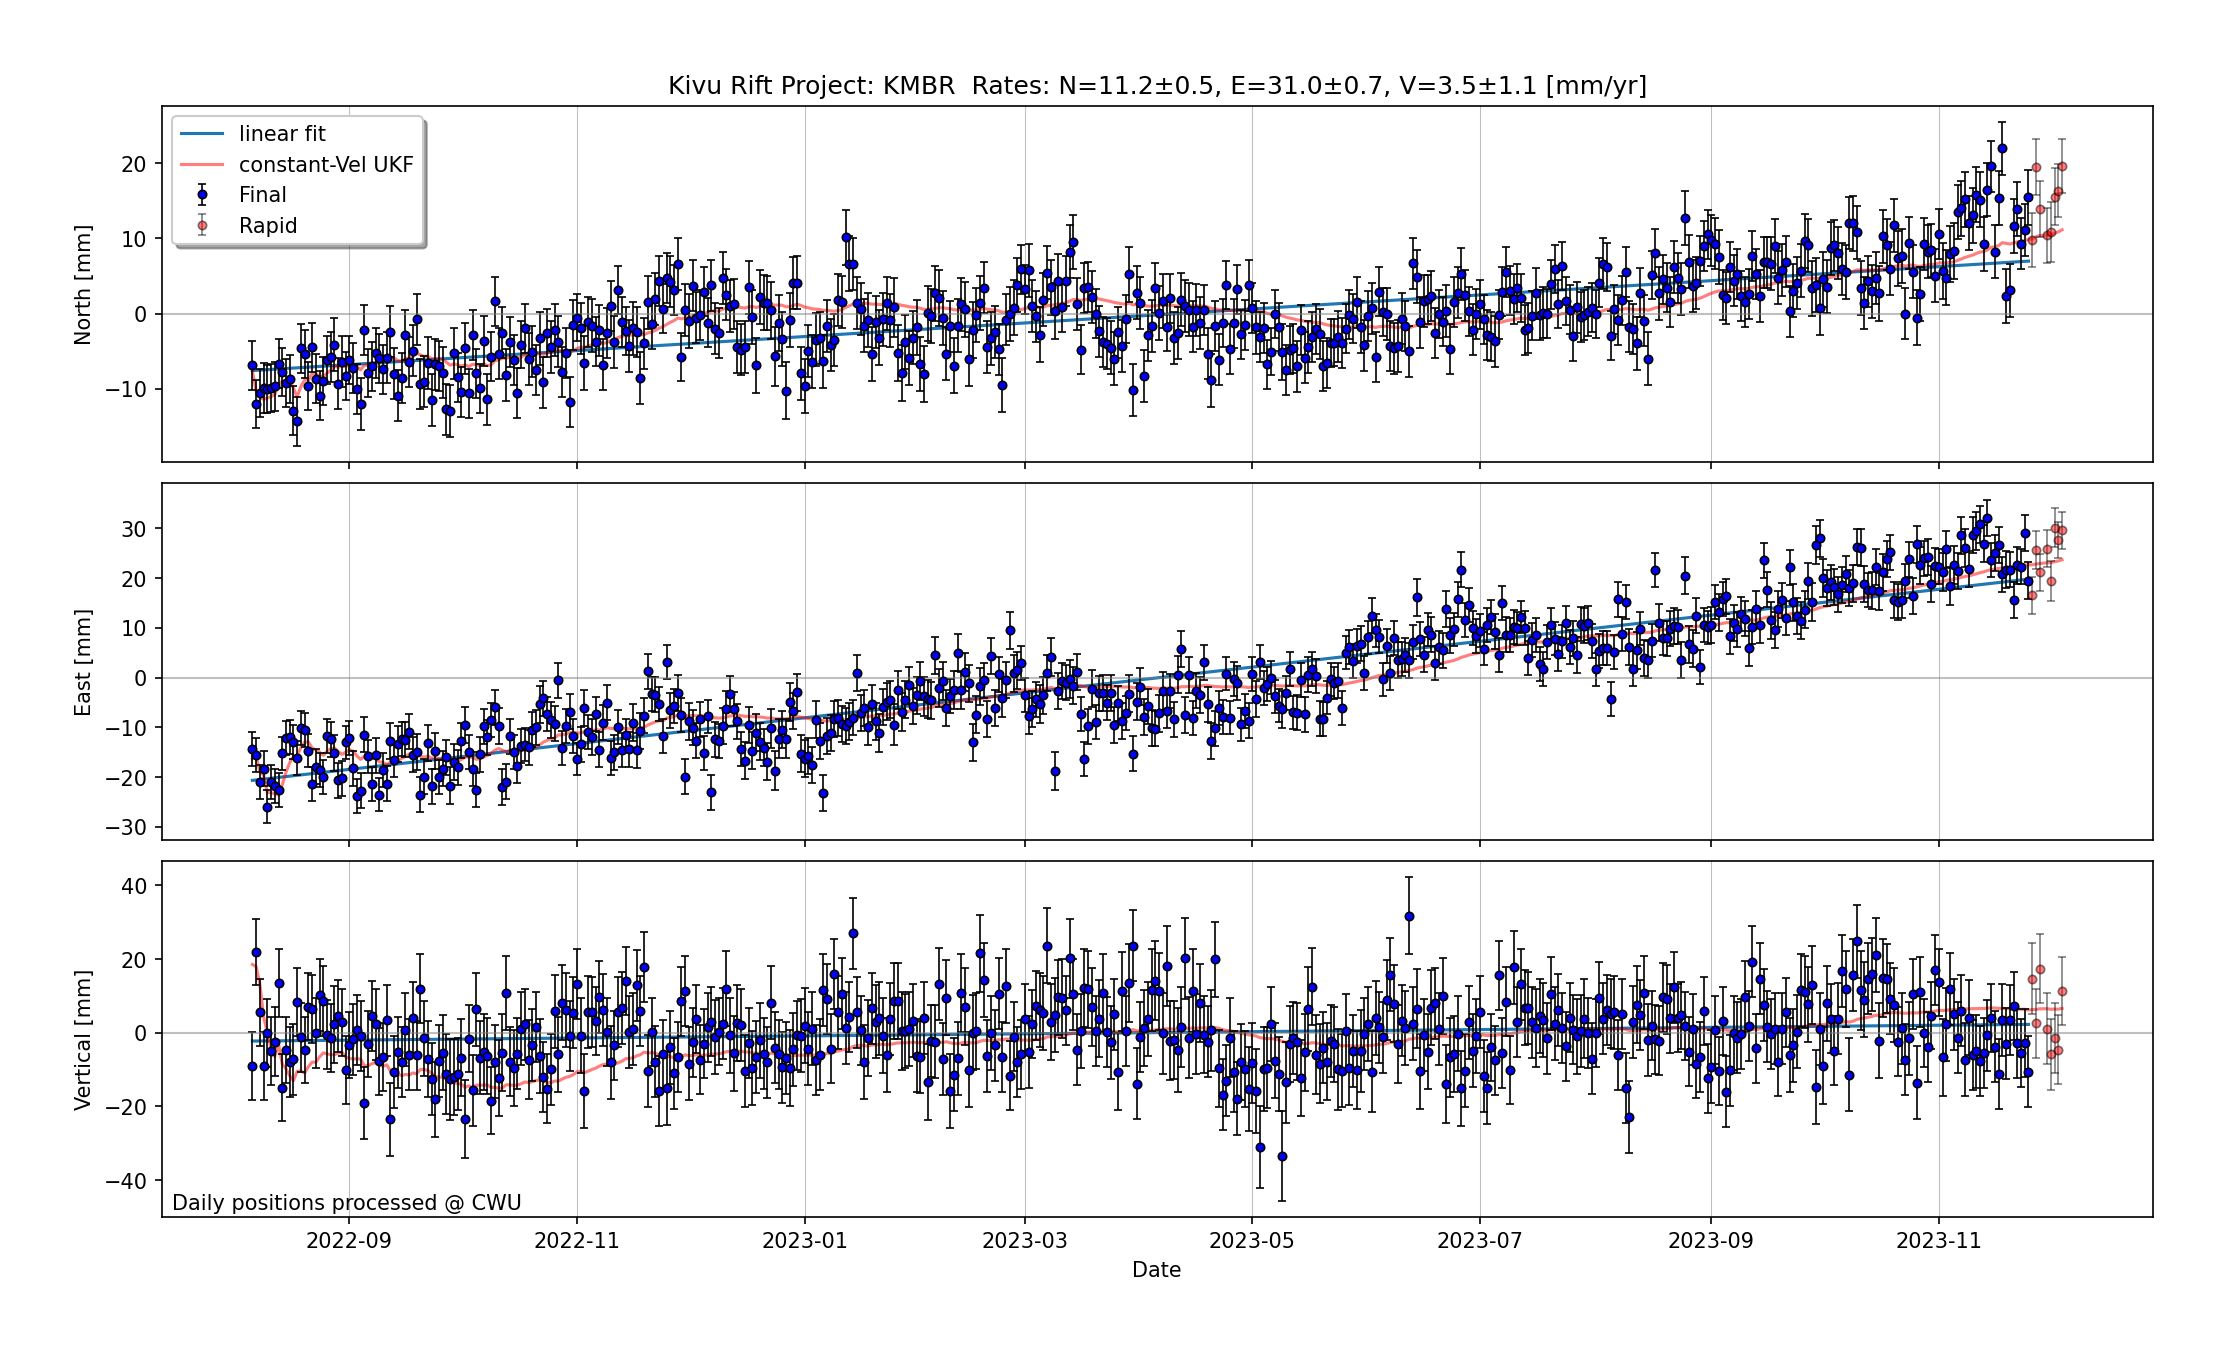 Kivu Rift Project: KMBR  Rates: N=11.2±0.5, E=31.0±0.7, V=3.5±1.1 [mm/yr]
linear fit
constant-Vel UKF
Final
Rapid
North [mm]
20
10
0
−10
East [mm]
30
20
10
0
−10
−20
−30
Vertical [mm]
40
20
0
−20
−40
Daily positions processed @ CWU
2022-09 2022-11 2023-01 2023-03 2023-05 2023-07 2023-09 2023-11
Date